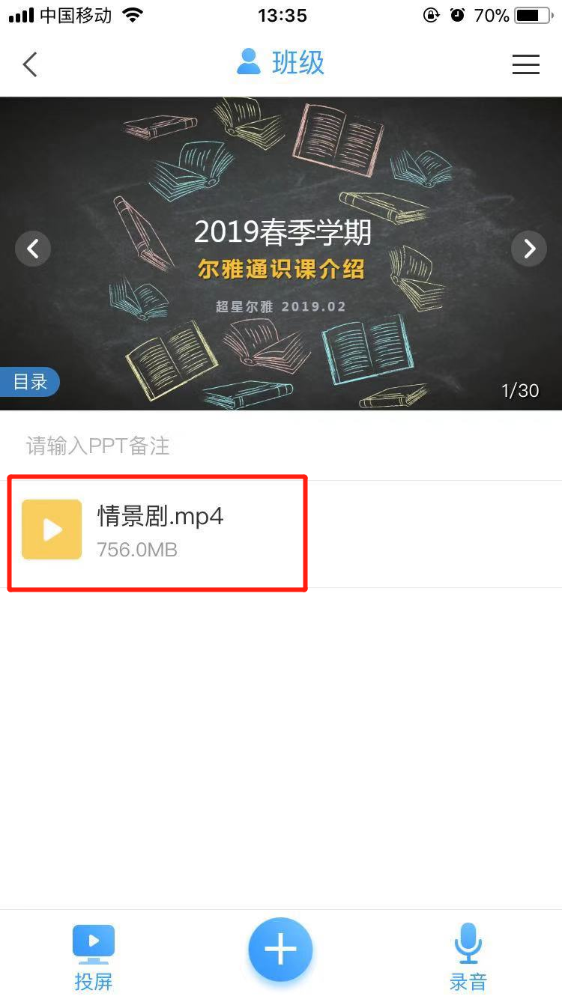 中国移动 13:35 70%
班级
2019春季学期
尔雅通识课介绍
超星尔雅 2019.02
目录
1/30
请输入PPT备注
情景剧.mp4
756.0MB
投屏
录音